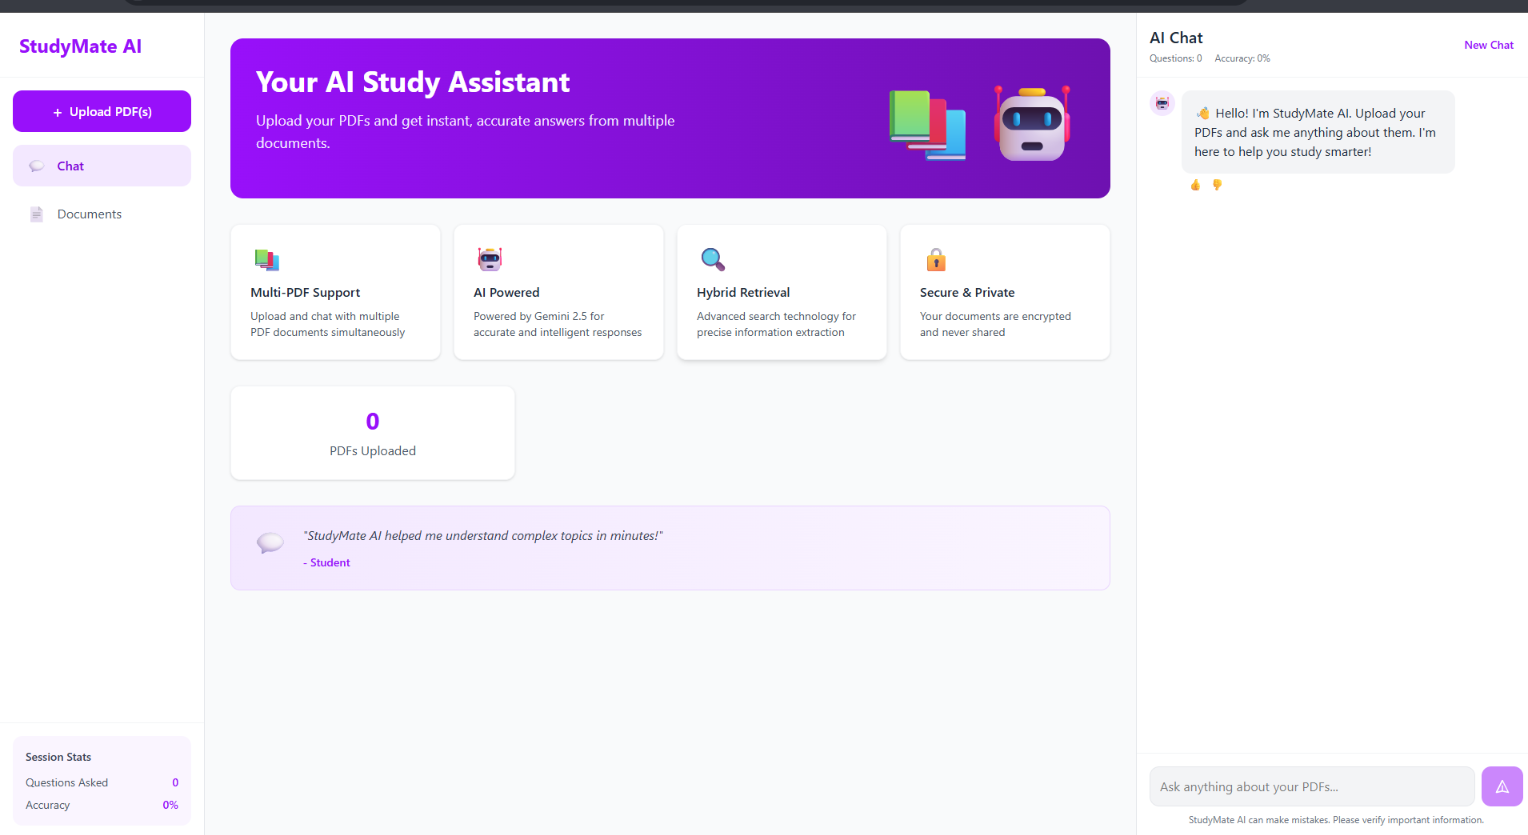 StudyMate AI
+ Upload PDF(s)
Chat
Documents
Session Stats
Questions Asked 0
Accuracy 0%
Your AI Study Assistant
Upload your PDFs and get instant, accurate answers from multiple
documents.
Multi-PDF Support
Upload and chat with multiple
PDF documents simultaneously
AI Powered
Powered by Gemini 2.5 for
accurate and intelligent responses
Hybrid Retrieval
Advanced search technology for
precise information extraction
Secure & Private
Your documents are encrypted
and never shared
0
PDFs Uploaded
"StudyMate AI helped me understand complex topics in minutes!"
- Student
AI Chat
Questions: 0 Accuracy: 0%
New Chat
👋 Hello! I'm StudyMate AI. Upload your
PDFs and ask me anything about them. I'm
here to help you study smarter!
Ask anything about your PDFs...
StudyMate AI can make mistakes. Please verify important information.